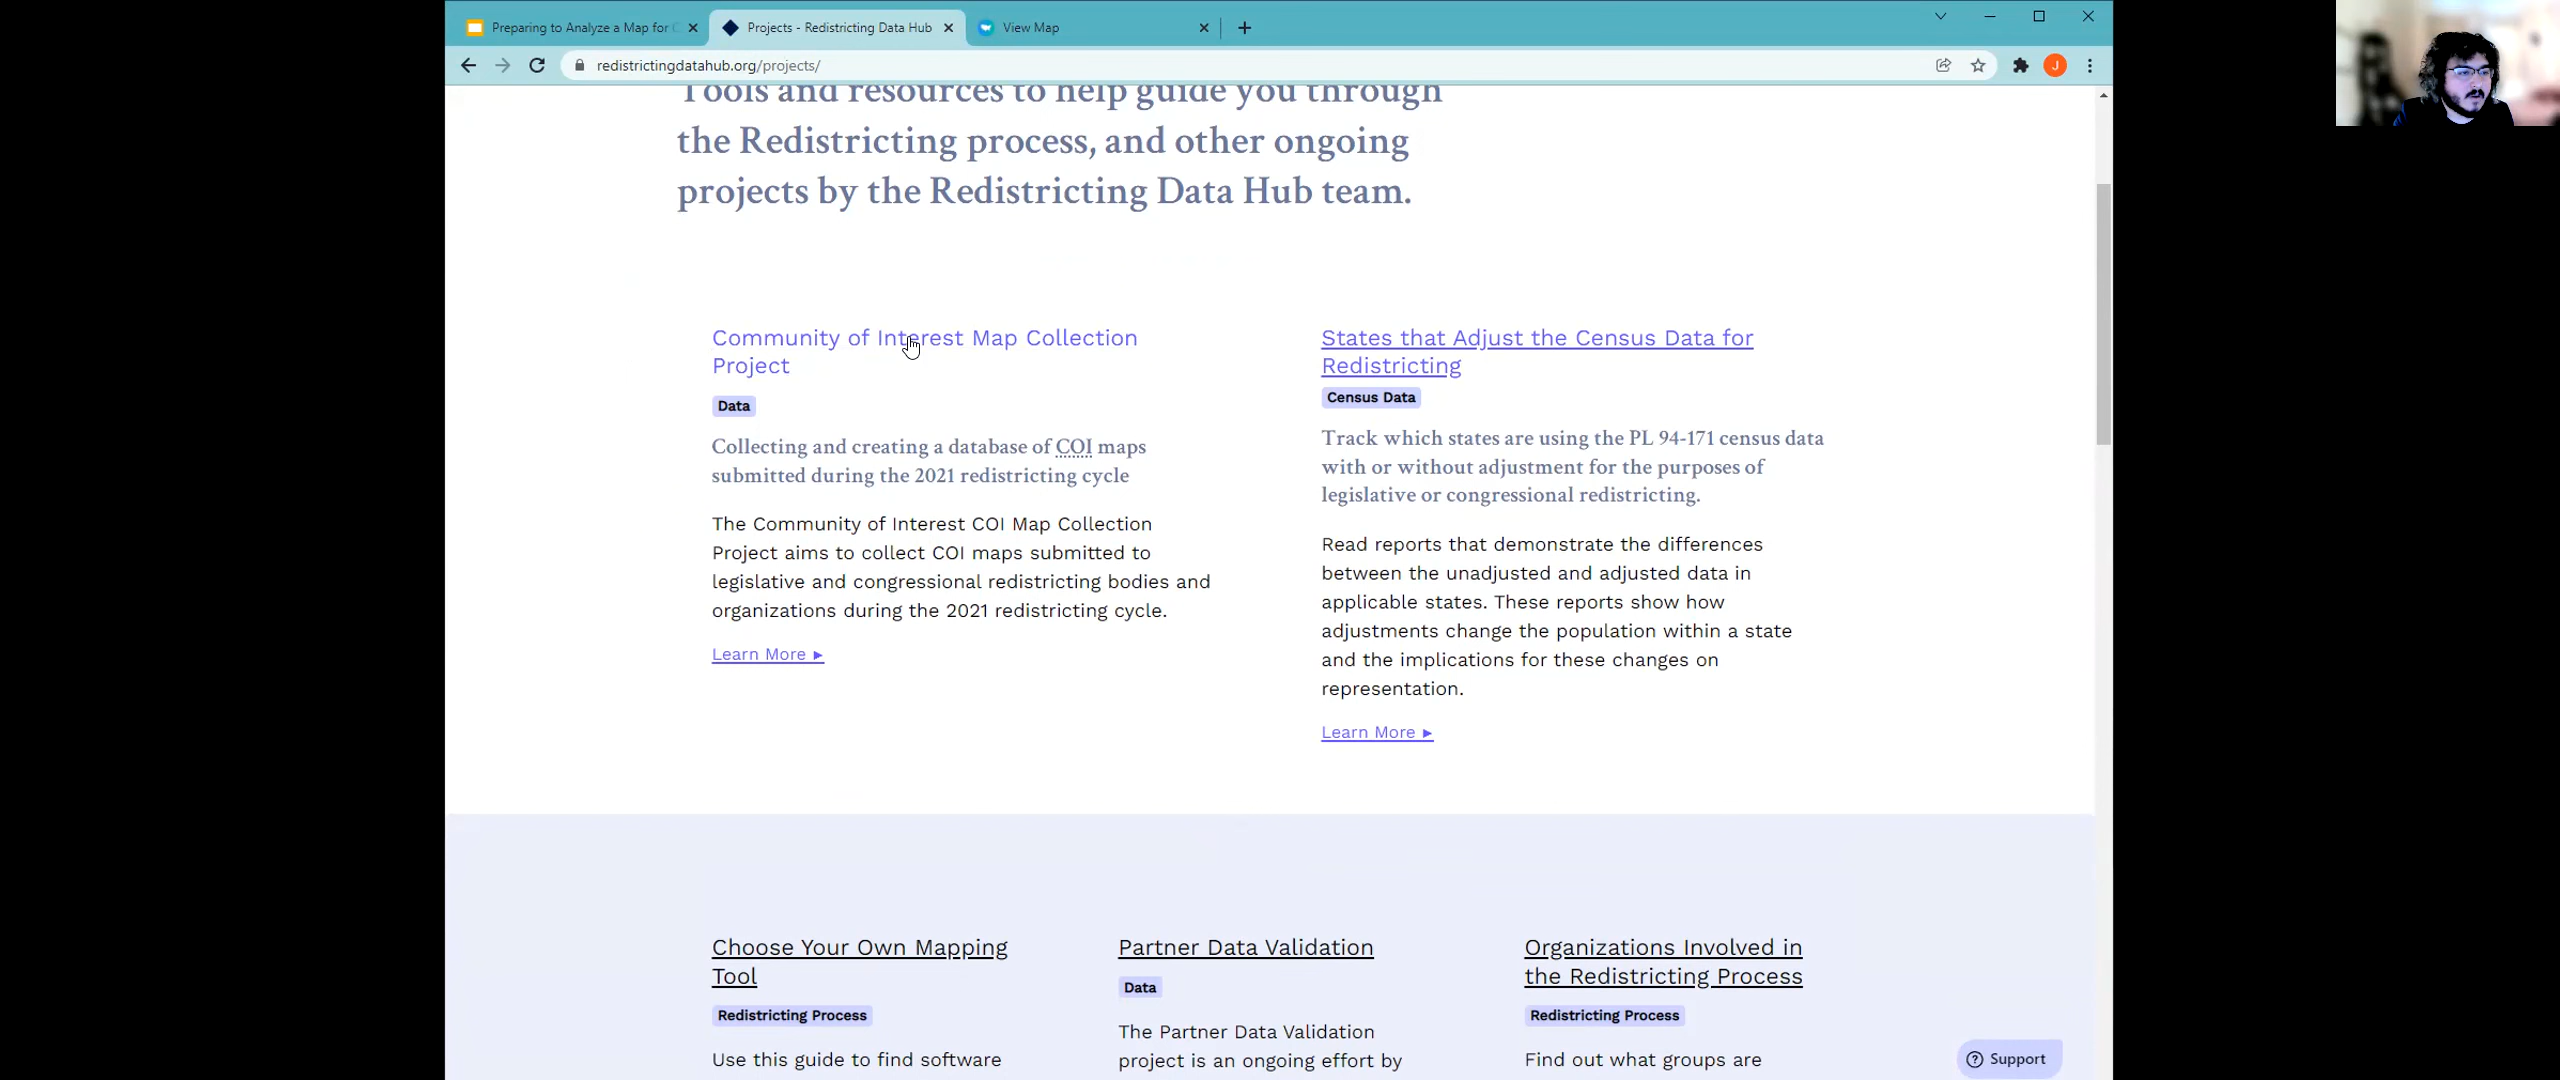 Preparing to Analyze a Map for
Projects - Redistricting Data Hub
View Map
redistrictingdatahub.org/projects/
J
Tools and resources to help guide you through
the Redistricting process, and other ongoing
projects by the Redistricting Data Hub team.
Community of Interest Map Collection
Project
Data
Collecting and creating a database of COI maps
submitted during the 2021 redistricting cycle
The Community of Interest COI Map Collection
Project aims to collect COI maps submitted to
legislative and congressional redistricting bodies and
organizations during the 2021 redistricting cycle.
Learn More ▸
States that Adjust the Census Data for
Redistricting
Census Data
Track which states are using the PL 94-171 census data
with or without adjustment for the purposes of
legislative or congressional redistricting.
Read reports that demonstrate the differences
between the unadjusted and adjusted data in
applicable states. These reports show how
adjustments change the population within a state
and the implications for these changes on
representation.
Learn More ▸
Choose Your Own Mapping
Tool
Redistricting Process
Use this guide to find software
Partner Data Validation
Data
The Partner Data Validation
project is an ongoing effort by
Organizations Involved in
the Redistricting Process
Redistricting Process
Find out what groups are
Support